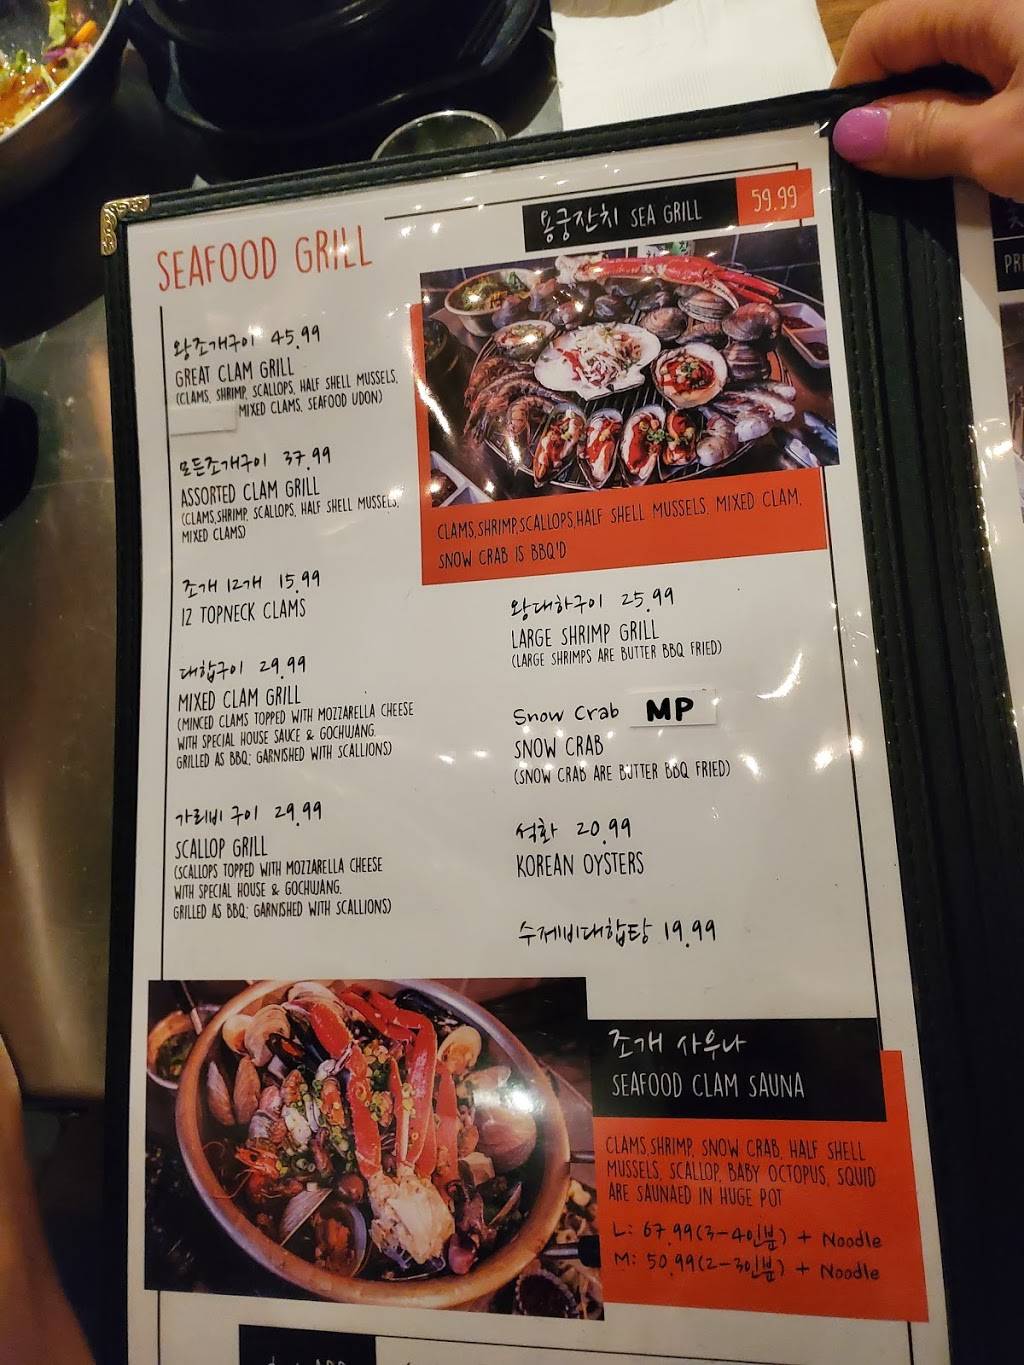 SEAFOOD GRILL
용궁잔치 SEA GRILL 59.99
CLAMS,SHRIMP,SCALLOPS,HALF SHELL MUSSELS, MIXED CLAM,
SNOW CRAB IS BBQ'D
왕조개구이 45.99
GREAT CLAM GRILL
(CLAMS, SHRIMP, SCALLOPS, HALF SHELL MUSSELS,
MIXED CLAMS, SEAFOOD UDON)
모든조개구이 37.99
ASSORTED CLAM GRILL
(CLAMS,SHRIMP, SCALLOPS, HALF SHELL MUSSELS,
MIXED CLAMS)
조개 12개 15.99
12 TOPNECK CLAMS
대합구이 29.99
MIXED CLAM GRILL
(MINCED CLAMS TOPPED WITH MOZZARELLA CHEESE
WITH SPECIAL HOUSE SAUCE & GOCHUJANG.
GRILLED AS BBQ; GARNISHED WITH SCALLIONS)
가리비 구이 29.99
SCALLOP GRILL
(SCALLOPS TOPPED WITH MOZZARELLA CHEESE
WITH SPECIAL HOUSE & GOCHUJANG.
GRILLED AS BBQ; GARNISHED WITH SCALLIONS)
왕대하구이 25.99
LARGE SHRIMP GRILL
(LARGE SHRIMPS ARE BUTTER BBQ FRIED)
Snow Crab MP
SNOW CRAB
(SNOW CRAB ARE BUTTER BBQ FRIED)
석화 20.99
KOREAN OYSTERS
수제비대합탕 19.99
조개 사우나
SEAFOOD CLAM SAUNA
CLAMS,SHRIMP, SNOW CRAB, HALF SHELL
MUSSELS, SCALLOP, BABY OCTOPUS, SQUID
ARE SAUNAED IN HUGE POT
L: 67.99(3-4인분) + Noodle
M: 50.99(2-3인분) + Noodle